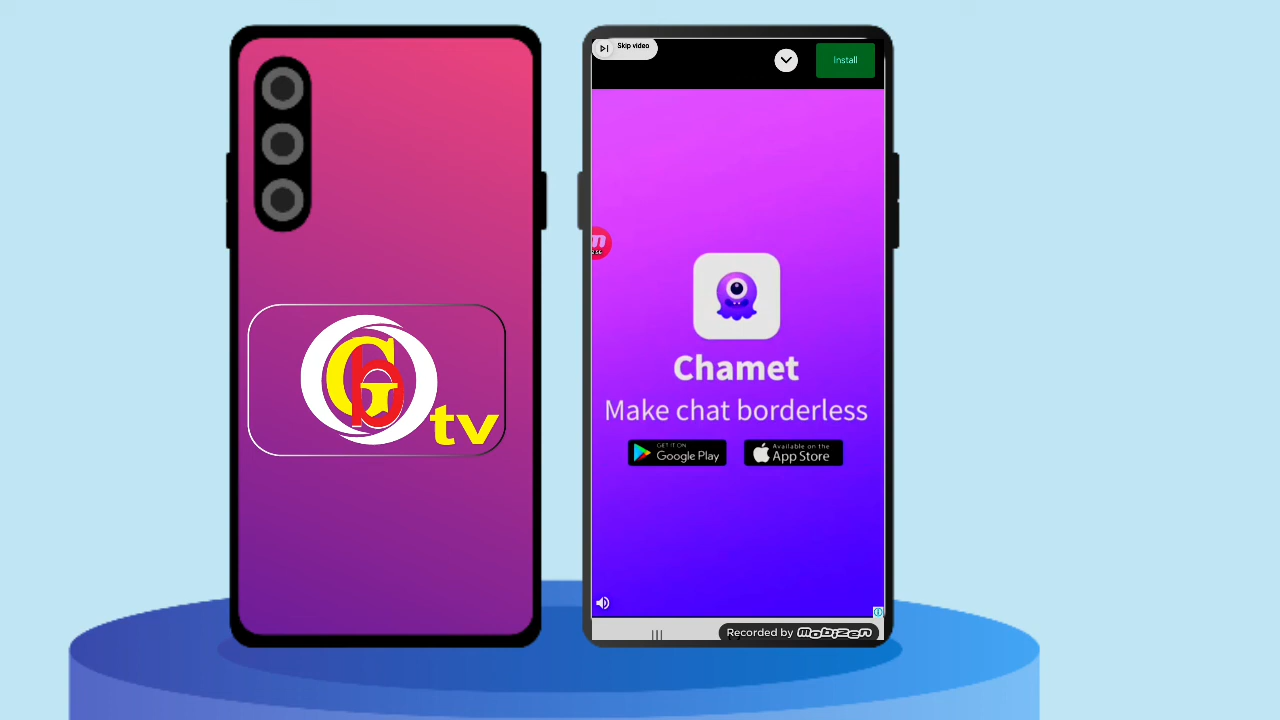 Gb
tv
Skip video
Install
Chamet
Make chat borderless
GET IT ON
Google Play
Available on the
App Store
Recorded by MOBIZEN